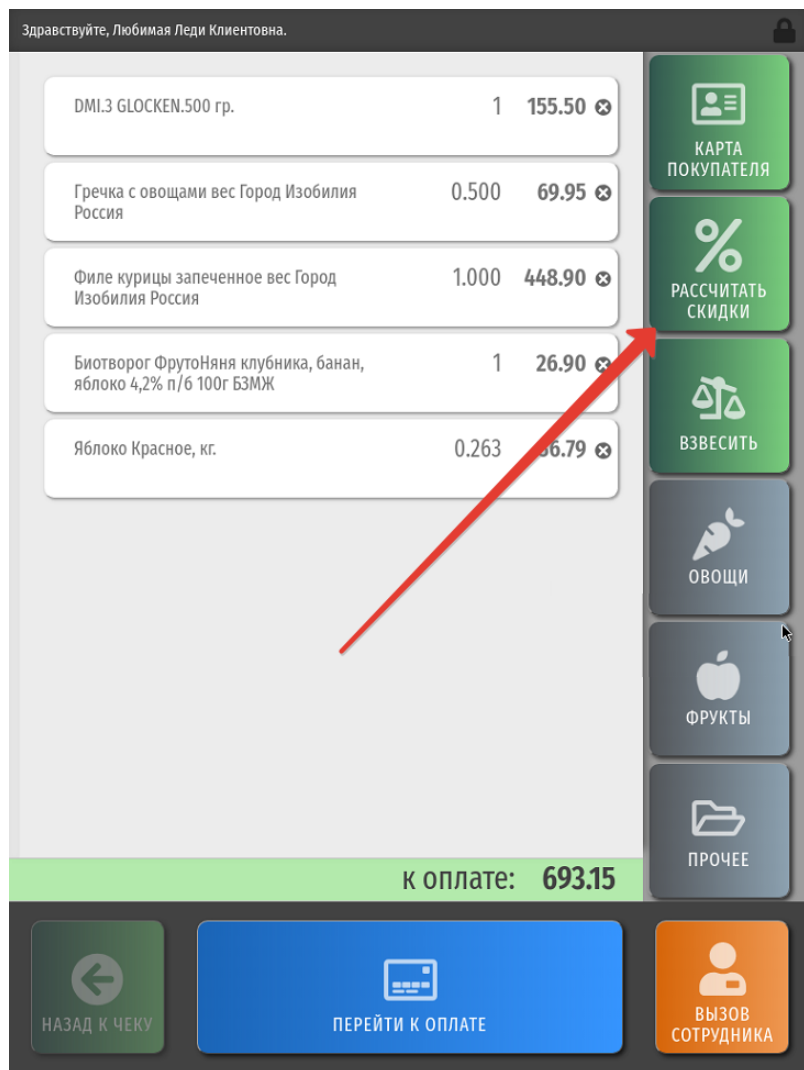 Здравствуйте, Любимая Леди Клиентовна.
DMI.3 GLOCKEN.500 гр. 1 155.50
Гречка с овощами вес Город Изобилия 0.500 69.95
Россия
Филе курицы запеченное вес Город 1.000 448.90
Изобилия Россия
Биотворог ФрутоНяня клубника, банан, 1 26.90
яблоко 4,2% п/б 100г БЗМЖ
Яблоко Красное, кг. 0.263
к оплате: 693.15
КАРТА
ПОКУПАТЕЛЯ
РАССЧИТАТЬ
СКИДКИ
ВЗВЕСИТЬ
ОВОЩИ
ФРУКТЫ
ПРОЧЕЕ
НАЗАД К ЧЕКУ
ПЕРЕЙТИ К ОПЛАТЕ
ВЫЗОВ
СОТРУДНИКА